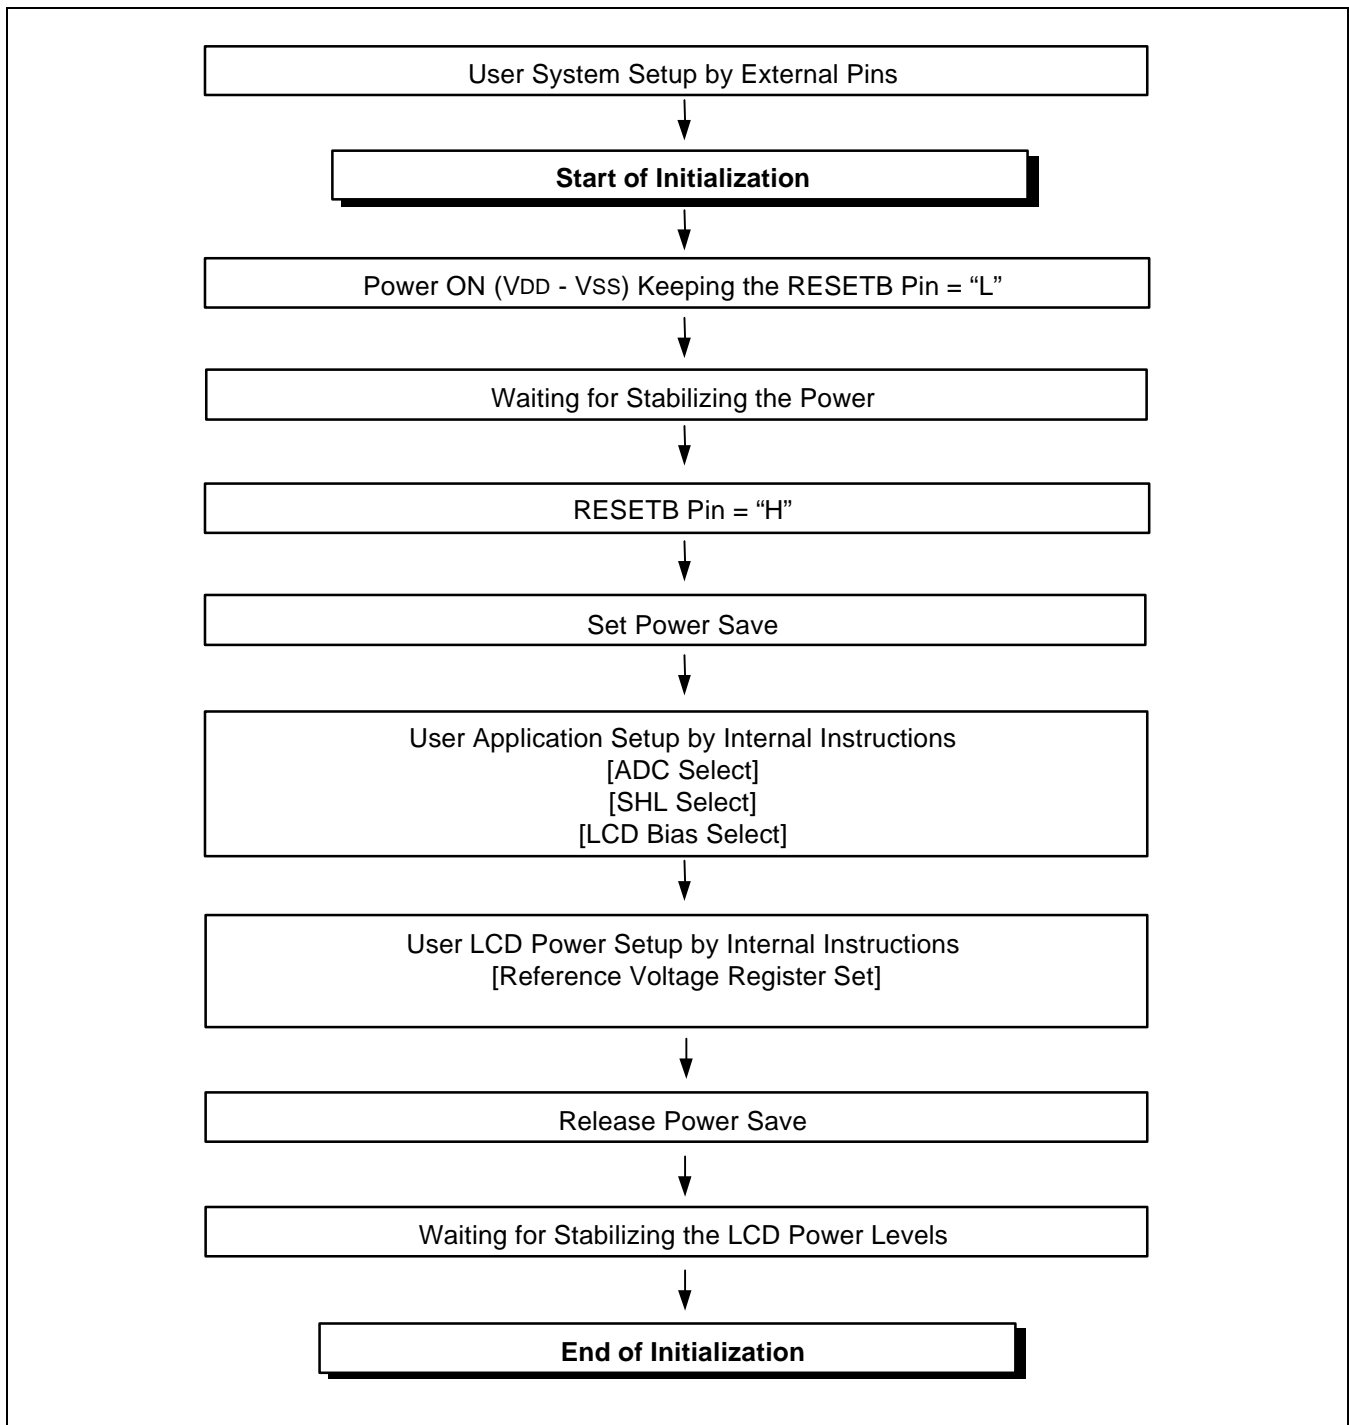 User System Setup by External Pins
Start of Initialization
Power ON (VDD - VSS) Keeping the RESETB Pin = “L”
Waiting for Stabilizing the Power
RESETB Pin = “H”
Set Power Save
User Application Setup by Internal Instructions
[ADC Select]
[SHL Select]
[LCD Bias Select]
User LCD Power Setup by Internal Instructions
[Reference Voltage Register Set]
Release Power Save
Waiting for Stabilizing the LCD Power Levels
End of Initialization